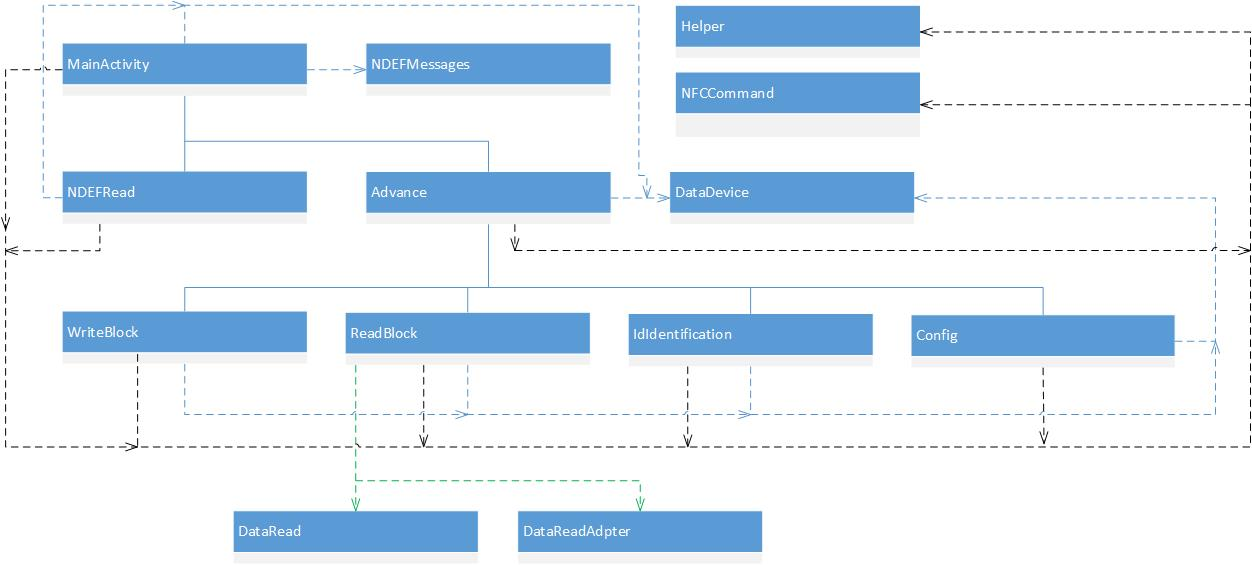 Helper
MainActivity
NDEFMessages
NFCCommand
NDEFRead
Advance
DataDevice
WriteBlock
ReadBlock
IdIdentification
Config
DataRead
DataReadAdpter